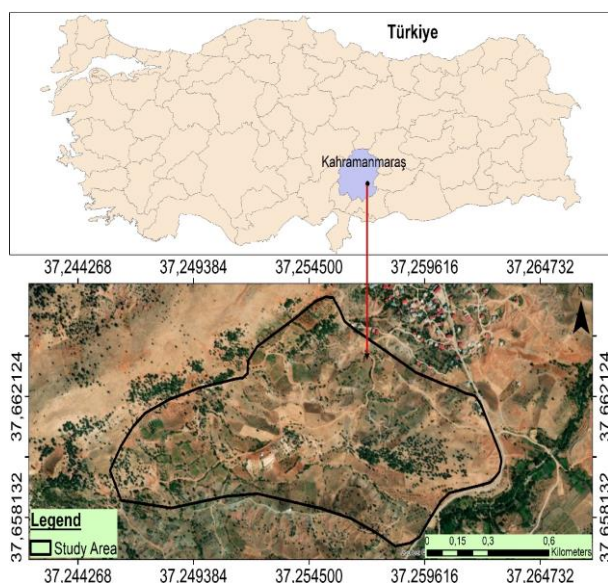 Türkiye
Kahramanmaraş
37,244268 37,249384 37,254500 37,259616 37,264732
37,662124
37,662124
37,658132
37,658132
Legend
Study Area
0 0,15 0,3 0,6
Kilometers
37,244268 37,249384 37,254500 37,259616 37,264732